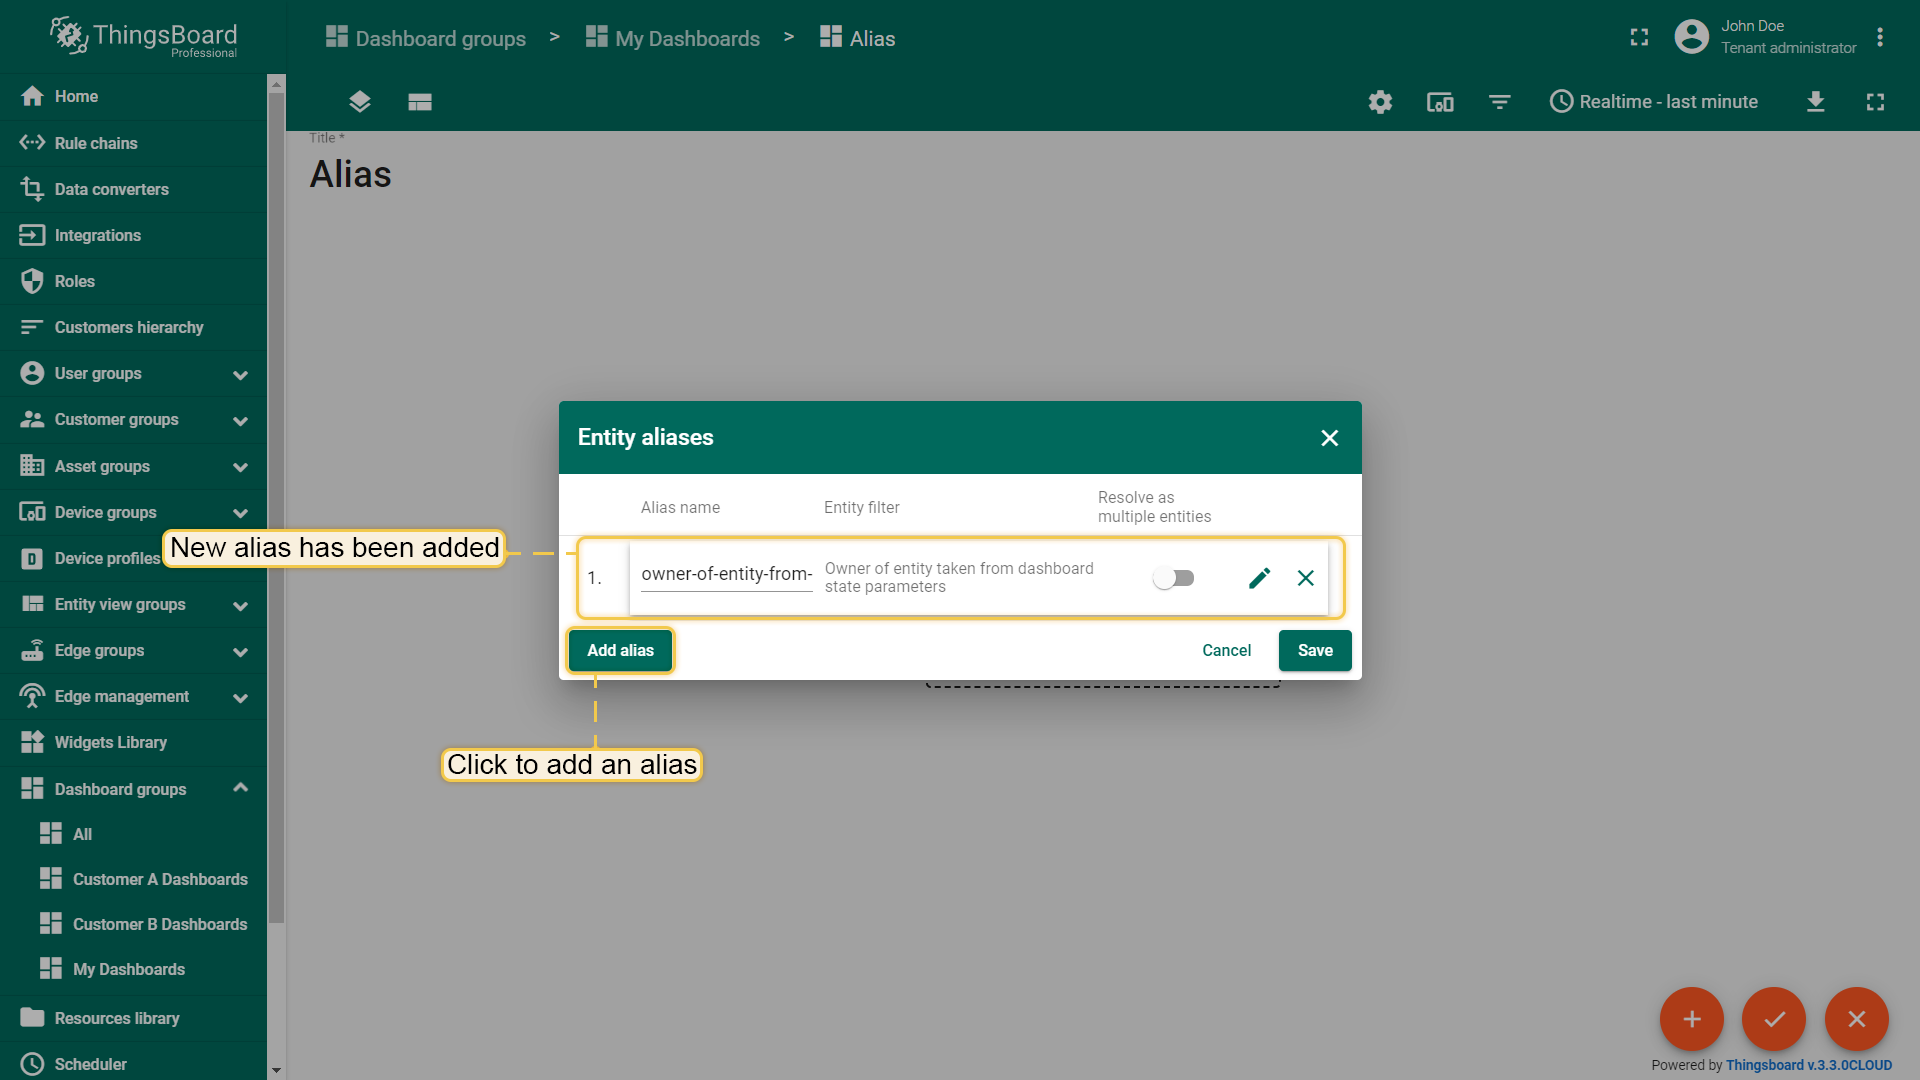 ThingsBoard
Professional
Dashboard groups > My Dashboards > Alias
John Doe
Tenant administrator
Realtime - last minute
Home
Rule chains
Data converters
Integrations
Roles
Customers hierarchy
User groups
Customer groups
Asset groups
Device groups
Device profiles
Entity view groups
Edge groups
Edge management
Widgets Library
Dashboard groups
All
Customer A Dashboards
Customer B Dashboards
My Dashboards
Resources library
Scheduler
Title *
Alias
Entity aliases
Alias name
Entity filter
Resolve as
multiple entities
New alias has been added
1.
owner-of-entity-from-
Owner of entity taken from dashboard
state parameters
Add alias
Cancel
Save
Click to add an alias
Powered by Thingsboard v.3.3.0CLOUD